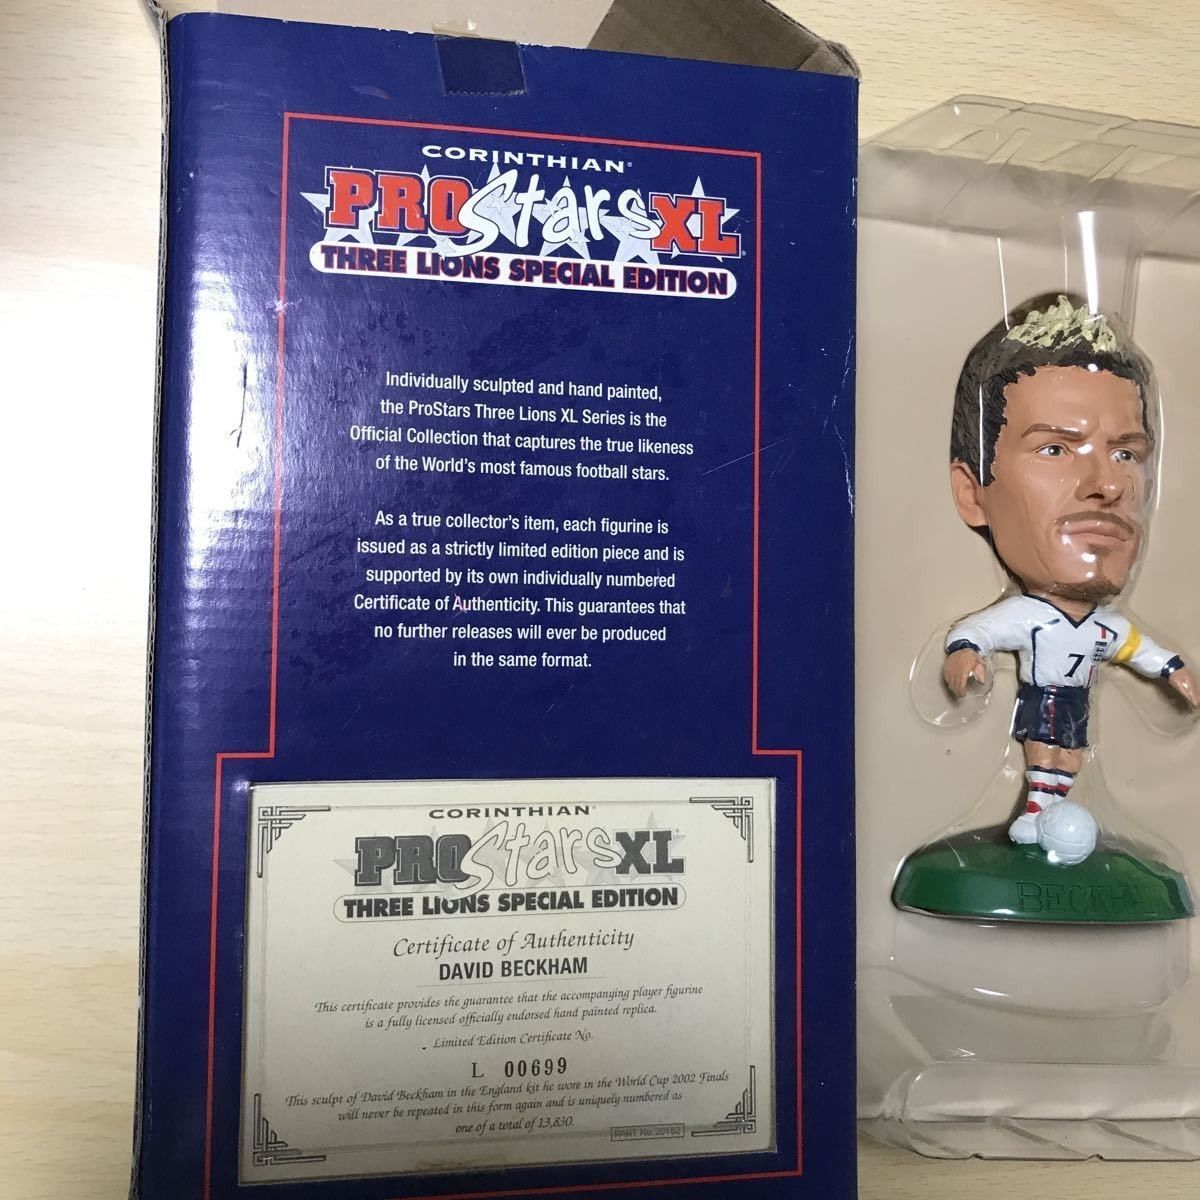 CORINTHIAN®
PROStarsXL
THREE LIONS SPECIAL EDITION
Individually sculpted and hand painted,
the ProStars Three Lions XL Series is the
Official Collection that captures the true likeness
of the World's most famous football stars.
As a true collector's item, each figurine is
issued as a strictly limited edition piece and is
supported by its own individually numbered
Certificate of Authenticity. This guarantees that
no further releases will ever be produced
in the same format.
CORINTHIAN®
PROStarsXL
THREE LIONS SPECIAL EDITION
Certificate of Authenticity
DAVID BECKHAM
This certificate provides the guarantee that the accompanying player figurine
is a fully licensed officially endorsed hand painted replica.
Limited Edition Certificate No.
L 00699
This sculpt of David Beckham in the England kit he wore in the World Cup 2002 Finals
will never be repeated in this form again and is uniquely numbered as
one of a total of 13,830.
PART No. 20152
7
BECKHAM